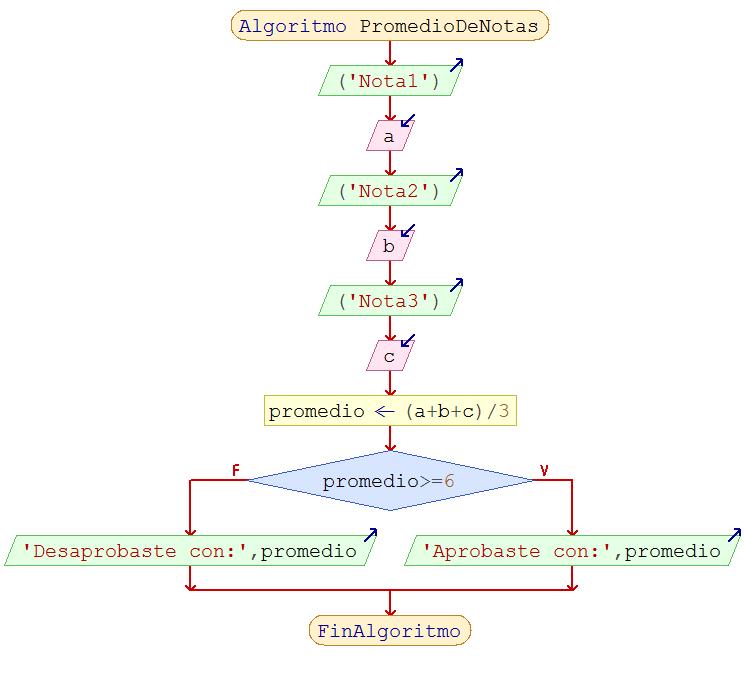 Algoritmo PromedioDeNotas
('Nota1')
a
('Nota2')
b
('Nota3')
c
promedio ← (a+b+c)/3
promedio>=6
F
V
'Desaprobaste con:',promedio
'Aprobaste con:',promedio
FinAlgoritmo